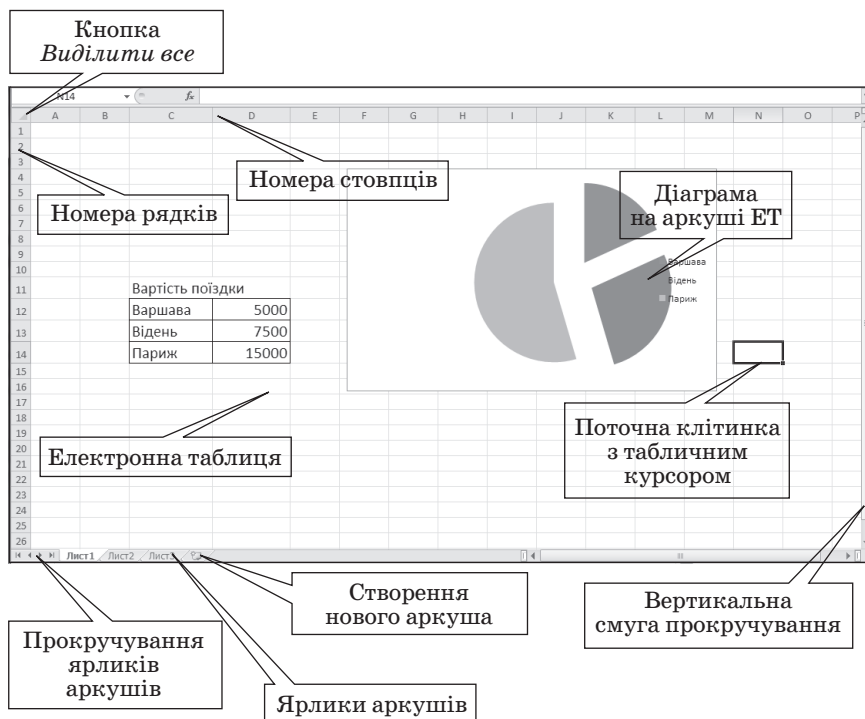 Кнопка
Виділити все
N14
fx
A B C D E F G H I J K L M N O P
1
2
3
4
5
6
7
8
9
10
11
12
13
14
15
16
17
18
19
20
21
22
23
24
25
26
Номера стовпців
Номера рядків
Діаграма
на аркуші ЕТ
Варшава
Відень
Париж
Вартість поїздки
Варшава 5000
Відень 7500
Париж 15000
Поточна клітинка
з табличним
курсором
Електронна таблиця
Лист1 Лист2 Лист3
Створення
нового аркуша
Вертикальна
смуга прокручування
Прокручування
ярликів
аркушів
Ярлики аркушів